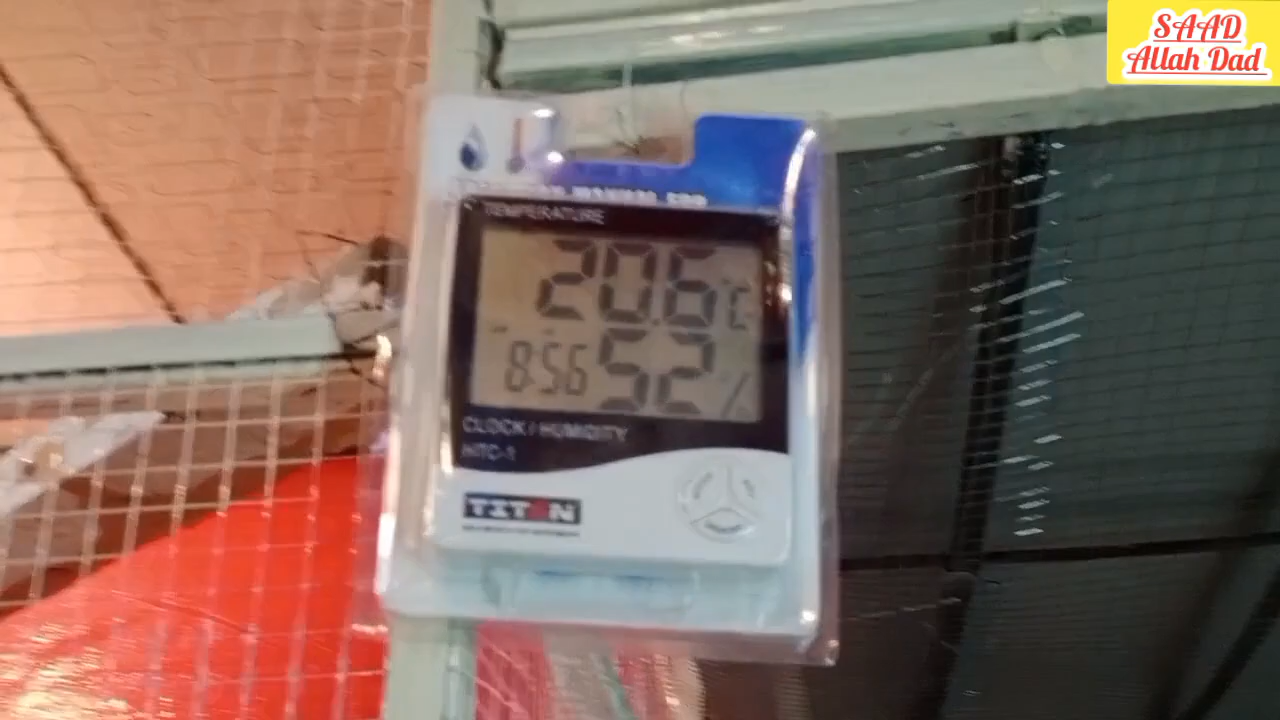 SAAD
Allah Dad
TEMPERATURE
20.6°C
8:56 52%
CLOCK / HUMIDITY
HTC-1
TITAN